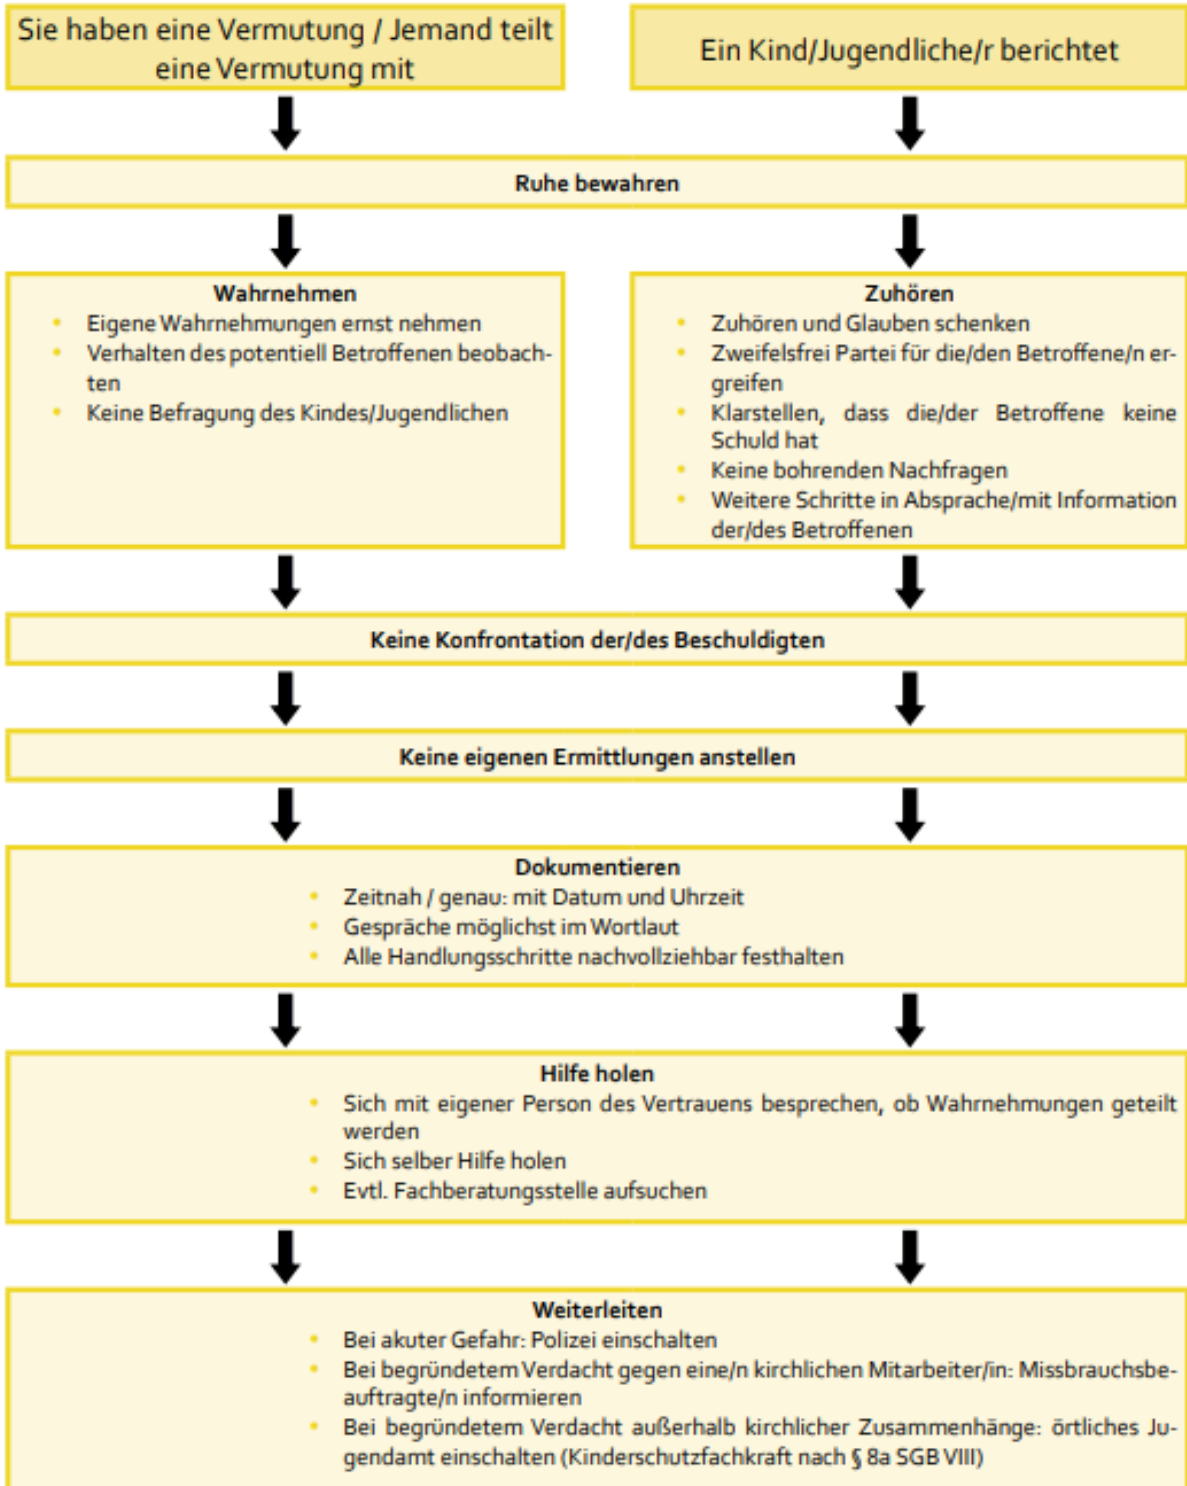 Sie haben eine Vermutung / Jemand teilt
eine Vermutung mit
Ein Kind/Jugendliche/r berichtet
Ruhe bewahren
Wahrnehmen
• Eigene Wahrnehmungen ernst nehmen
• Verhalten des potentiell Betroffenen beobach-
ten
• Keine Befragung des Kindes/Jugendlichen
Zuhören
• Zuhören und Glauben schenken
• Zweifelsfrei Partei für die/den Betroffene/n er-
greifen
• Klarstellen, dass die/der Betroffene keine
Schuld hat
• Keine bohrenden Nachfragen
• Weitere Schritte in Absprache/mit Information
der/des Betroffenen
Keine Konfrontation der/des Beschuldigten
Keine eigenen Ermittlungen anstellen
Dokumentieren
• Zeitnah / genau: mit Datum und Uhrzeit
• Gespräche möglichst im Wortlaut
• Alle Handlungsschritte nachvollziehbar festhalten
Hilfe holen
• Sich mit eigener Person des Vertrauens besprechen, ob Wahrnehmungen geteilt
werden
• Sich selber Hilfe holen
• Evtl. Fachberatungsstelle aufsuchen
Weiterleiten
• Bei akuter Gefahr: Polizei einschalten
• Bei begründetem Verdacht gegen eine/n kirchlichen Mitarbeiter/in: Missbrauchsbe-
auftragte/n informieren
• Bei begründetem Verdacht außerhalb kirchlicher Zusammenhänge: örtliches Ju-
gendamt einschalten (Kinderschutzfachkraft nach § 8a SGB VIII)